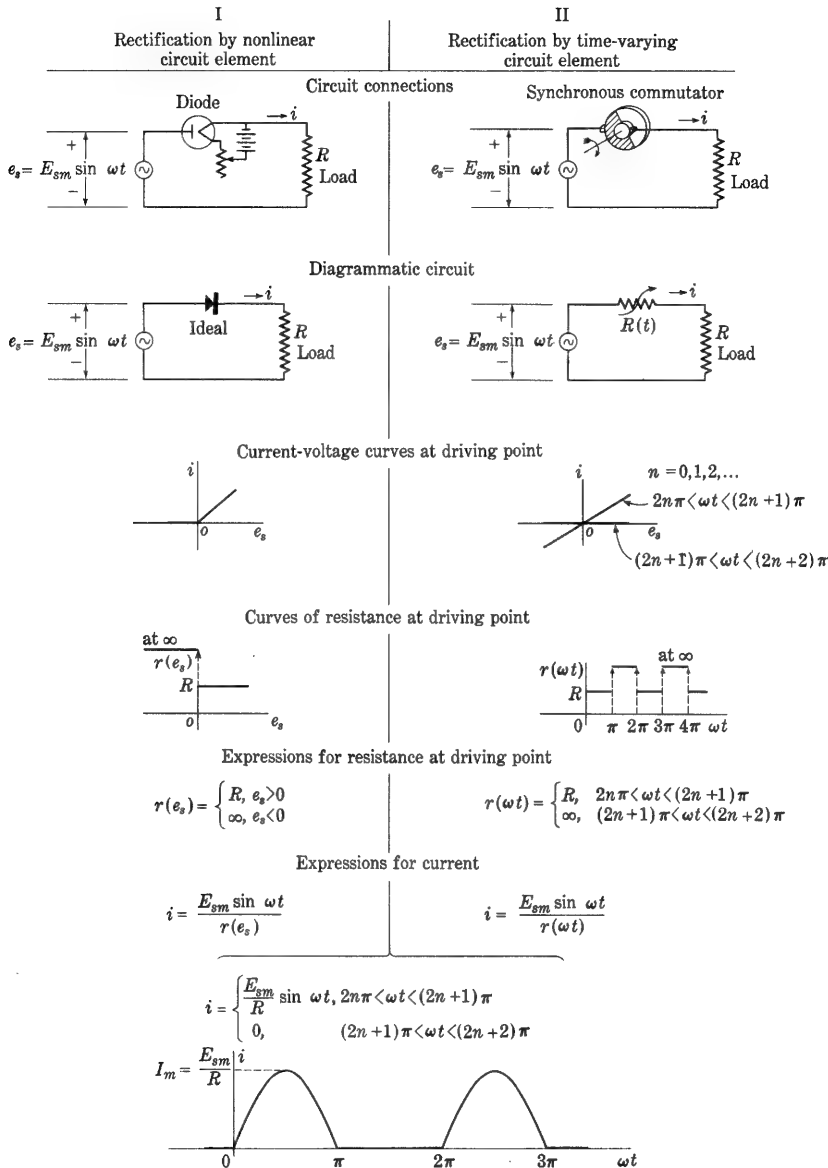 I
II
Rectification by nonlinear
circuit element
Rectification by time-varying
circuit element
Circuit connections
Diode
→i
e_s = E_sm sin ωt
+
−
R
Load
Synchronous commutator
→i
e_s = E_sm sin ωt
+
−
R
Load
Diagrammatic circuit
→i
Ideal
e_s = E_sm sin ωt
+
−
R
Load
→i
R(t)
e_s = E_sm sin ωt
+
−
R
Load
Current-voltage curves at driving point
i
o
e_s
i
n = 0,1,2,...
2nπ<ωt<(2n +1)π
o
e_s
(2n+1)π<ωt<(2n +2)π
Curves of resistance at driving point
at ∞
r(e_s)
R
o
e_s
at ∞
r(ωt)
R
0 π 2π 3π 4π ωt
Expressions for resistance at driving point
r(e_s) = { R, e_s>0
∞, e_s<0
r(ωt) = { R, 2nπ<ωt<(2n+1)π
∞, (2n+1)π<ωt<(2n+2)π
Expressions for current
i = E_sm sin ωt / r(e_s)
i = E_sm sin ωt / r(ωt)
i = { E_sm/R sin ωt, 2nπ<ωt<(2n+1)π
0, (2n+1)π<ωt<(2n+2)π
I_m = E_sm/R
i
0 π 2π 3π ωt